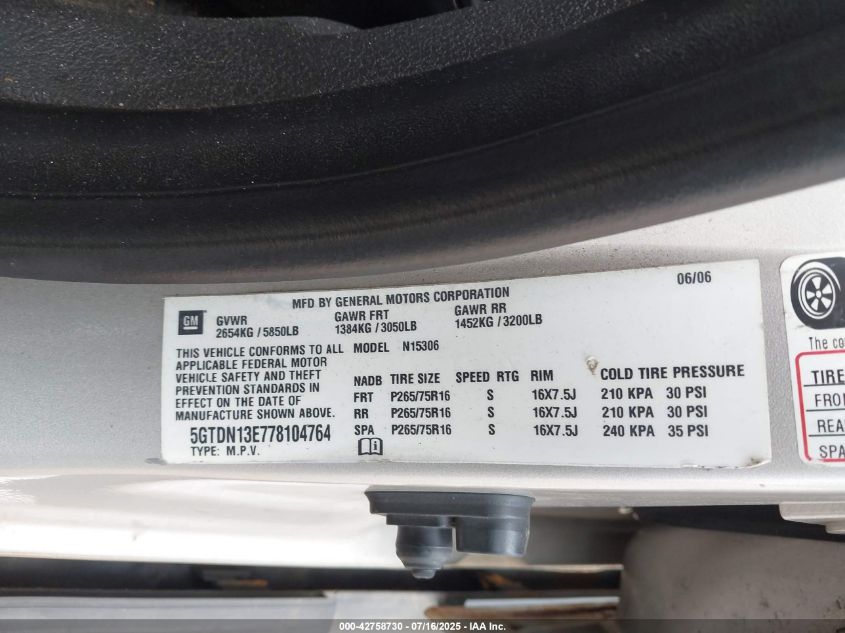 MFD BY GENERAL MOTORS CORPORATION 06/06
GM
GVWR GAWR FRT GAWR RR
2654KG / 5850LB 1384KG / 3050LB 1452KG / 3200LB
THIS VEHICLE CONFORMS TO ALL
APPLICABLE FEDERAL MOTOR
VEHICLE SAFETY AND THEFT
PREVENTION STANDARDS IN
EFFECT ON THE DATE OF
MANUFACTURE SHOWN ABOVE.
5GTDN13E778104764
TYPE: M.P.V.
MODEL N15306
NADB TIRE SIZE SPEED RTG RIM COLD TIRE PRESSURE
FRT P265/75R16 S 16X7.5J 210 KPA 30 PSI
RR P265/75R16 S 16X7.5J 210 KPA 30 PSI
SPA P265/75R16 S 16X7.5J 240 KPA 35 PSI
The
TIRE
000-42758730 - 07/16/2025 - IAA Inc.